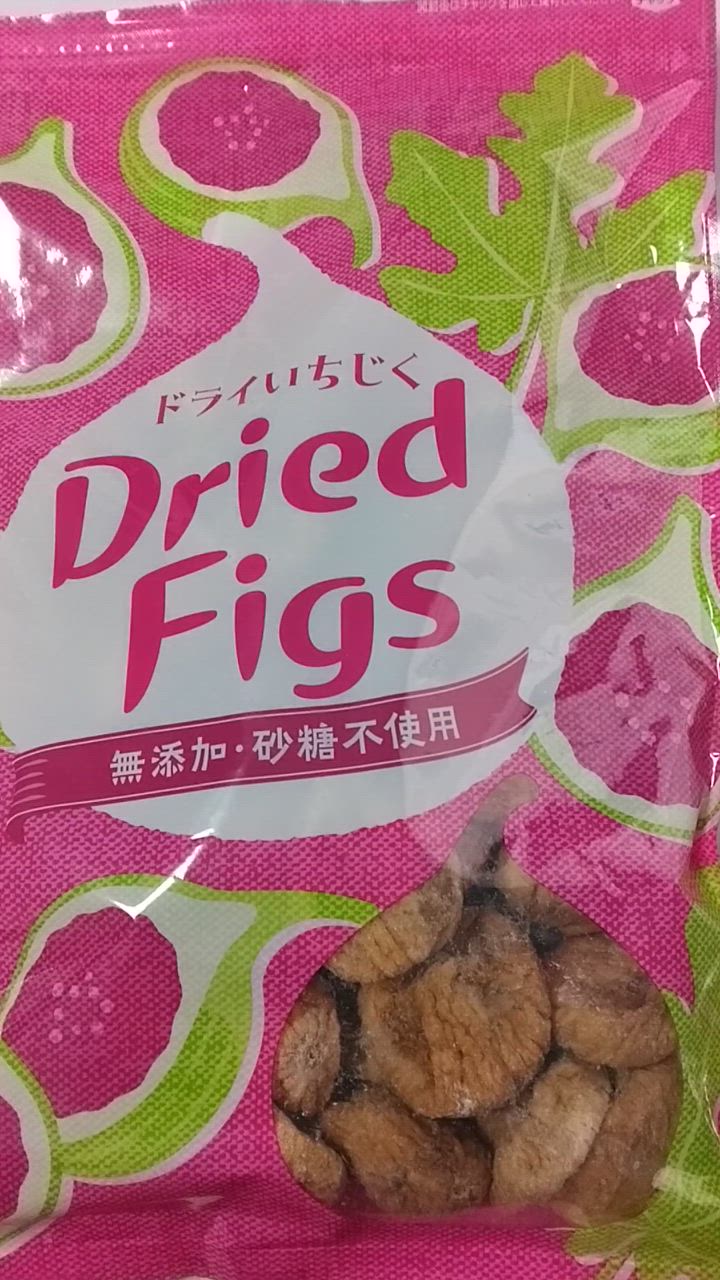 ドライいちじく
Dried
Figs
無添加・砂糖不使用